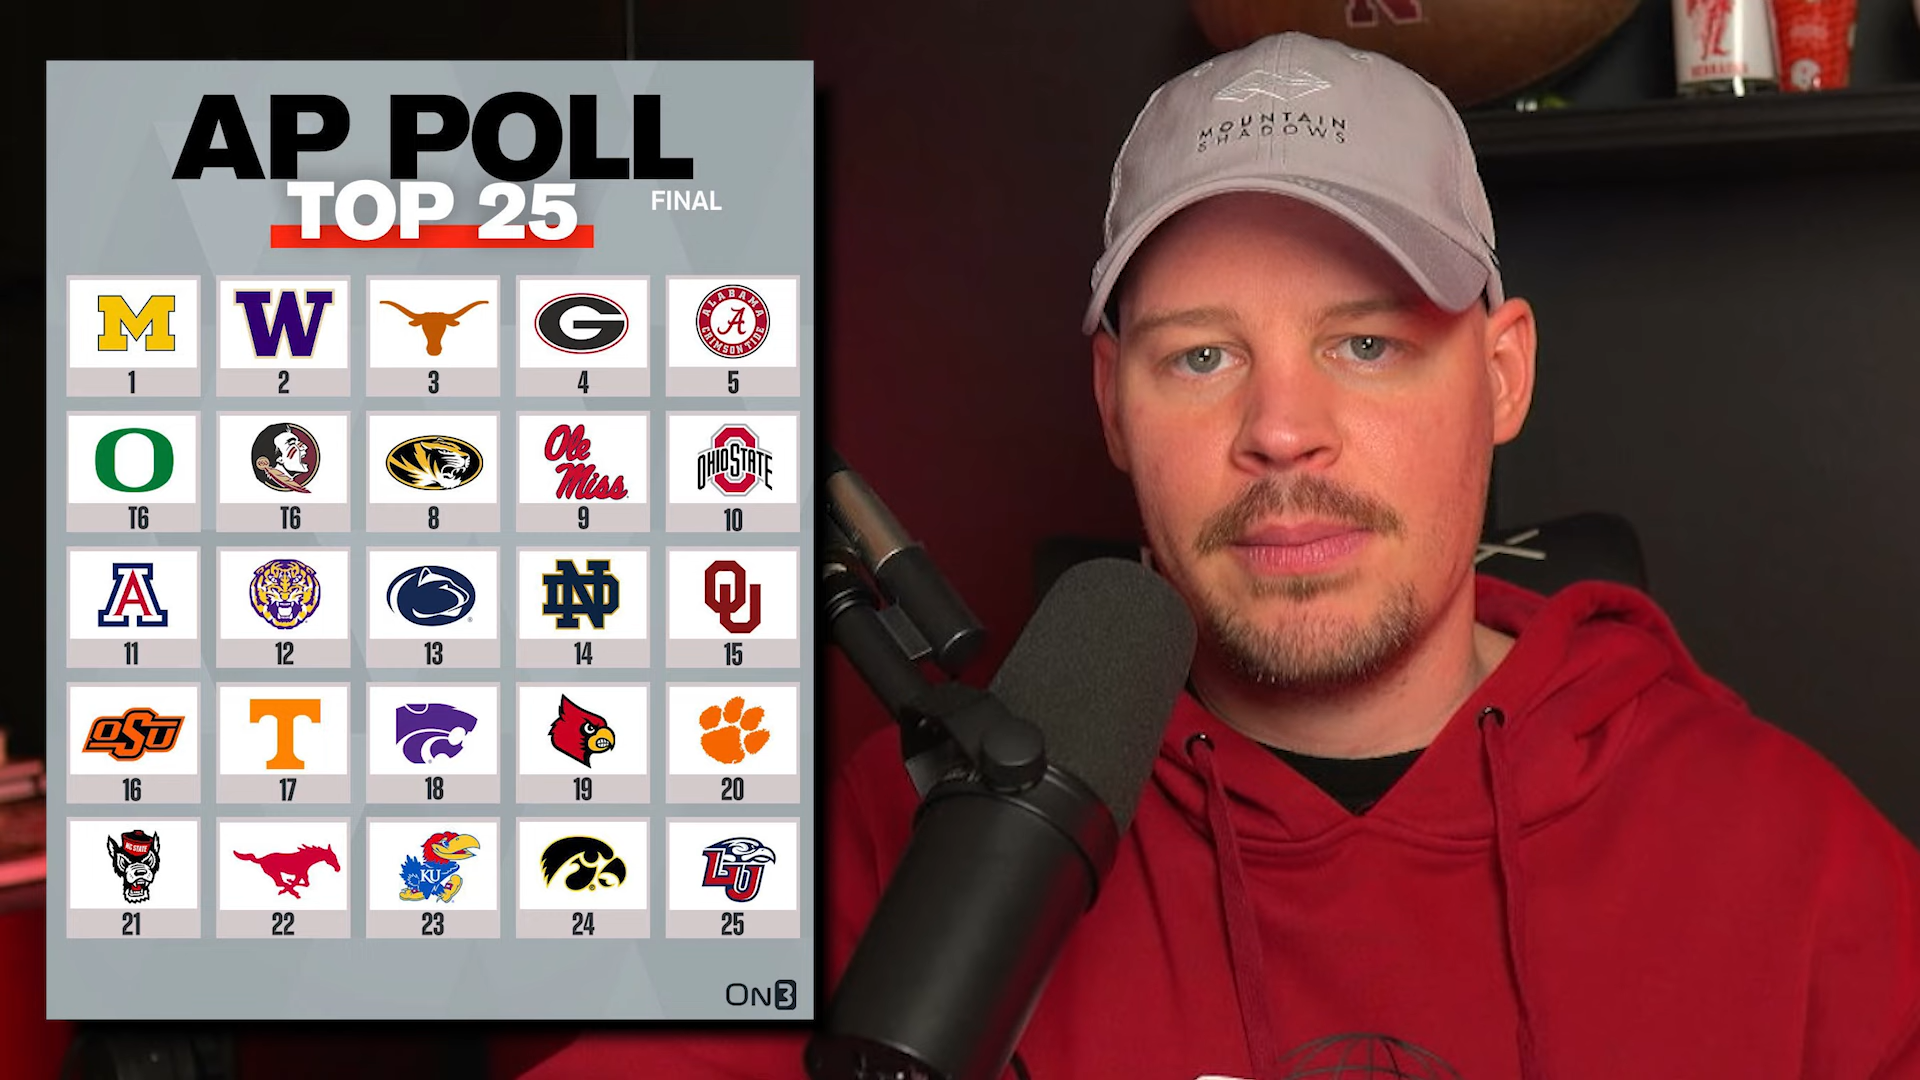 AP POLL
TOP 25
FINAL
M W G ALABAMA A CRIMSON TIDE
1 2 3 4 5
O Ole Miss OHIO STATE
T6 T6 8 9 10
A ND OU
11 12 13 14 15
OSU T
16 17 18 19 20
NC STATE KU LU
21 22 23 24 25
ON3
MOUNTAIN
SHADOWS
N
NEBRASKA